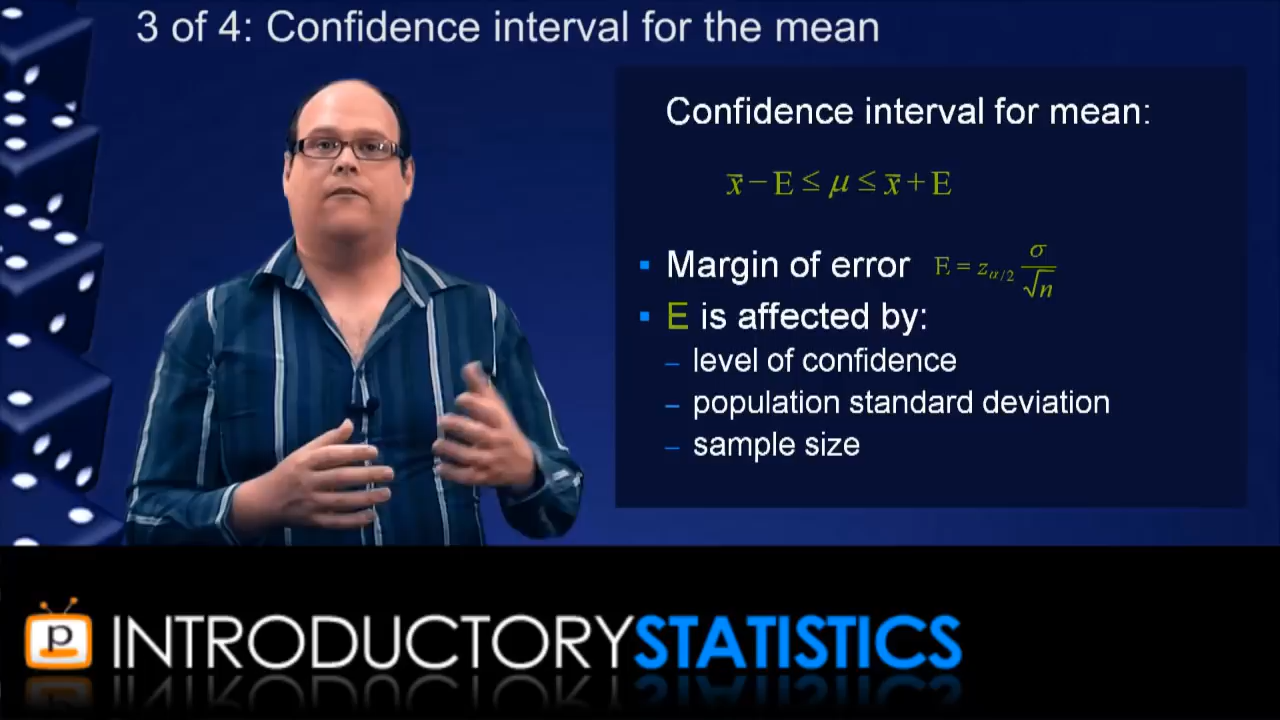 3 of 4: Confidence interval for the mean
Confidence interval for mean:
x̄ − E ≤ μ ≤ x̄ + E
▪ Margin of error E = z_{α/2} σ/√n
▪ E is affected by:
– level of confidence
– population standard deviation
– sample size
p INTRODUCTORYSTATISTICS